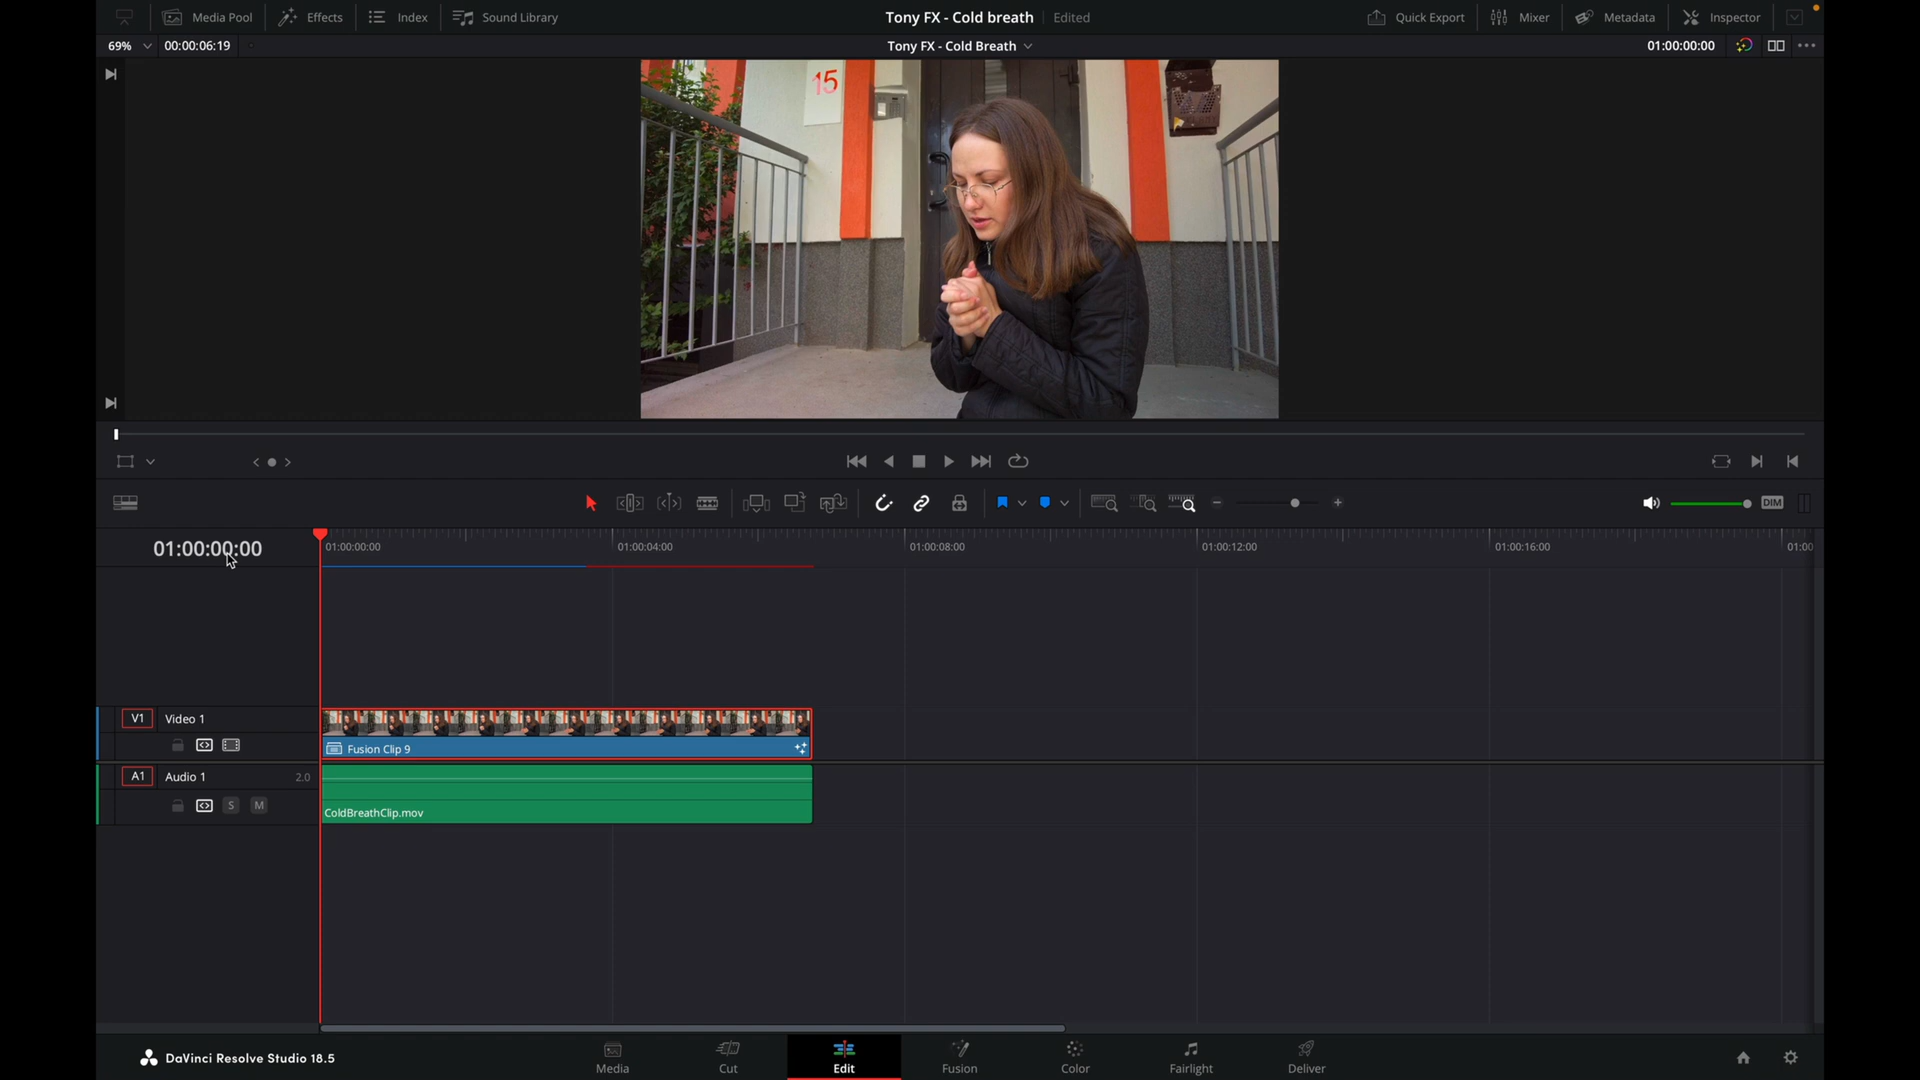 Media Pool
Effects
Index
Sound Library
Tony FX - Cold breath
Edited
Quick Export
Mixer
Metadata
Inspector
69%
00:00:06:19
Tony FX - Cold Breath
01:00:00:00
15
DIM
01:00:00:00
01:00:00:00
01:00:04:00
01:00:08:00
01:00:12:00
01:00:16:00
01:00
V1
Video 1
Fusion Clip 9
A1
Audio 1
2.0
S
M
ColdBreathClip.mov
DaVinci Resolve Studio 18.5
Media
Cut
Edit
Fusion
Color
Fairlight
Deliver